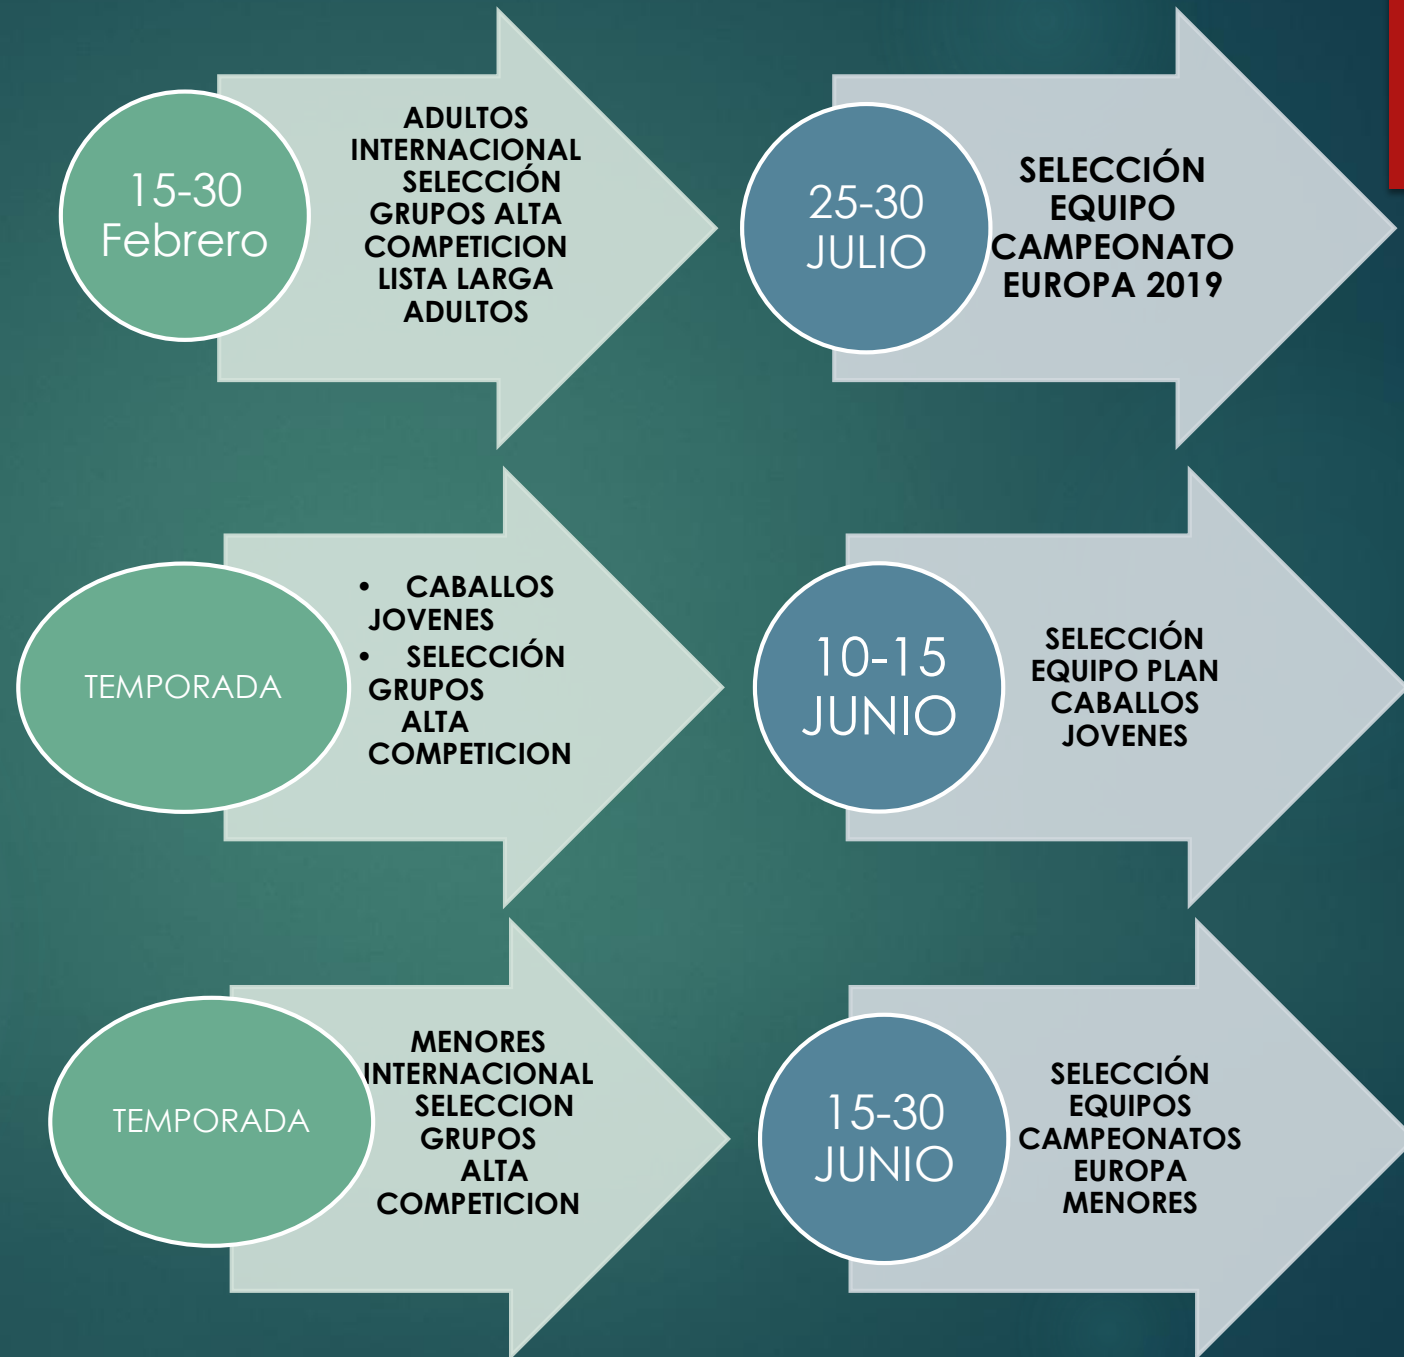 15-30
Febrero
ADULTOS
INTERNACIONAL
SELECCIÓN
GRUPOS ALTA
COMPETICION
LISTA LARGA
ADULTOS
25-30
JULIO
SELECCIÓN
EQUIPO
CAMPEONATO
EUROPA 2019
TEMPORADA
• CABALLOS
JOVENES
• SELECCIÓN
GRUPOS
ALTA
COMPETICION
10-15
JUNIO
SELECCIÓN
EQUIPO PLAN
CABALLOS
JOVENES
TEMPORADA
MENORES
INTERNACIONAL
SELECCION
GRUPOS
ALTA
COMPETICION
15-30
JUNIO
SELECCIÓN
EQUIPOS
CAMPEONATOS
EUROPA
MENORES